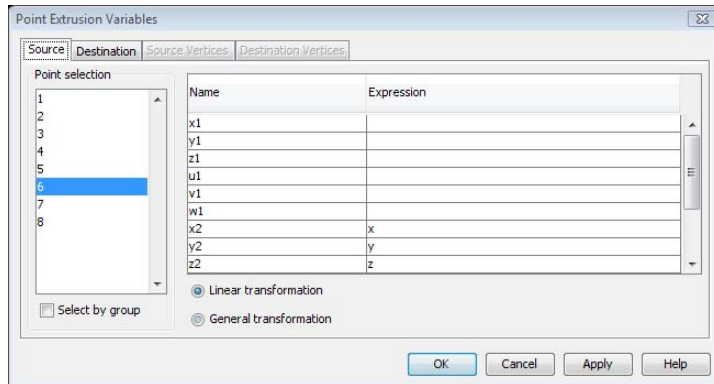 Point Extrusion Variables
Source Destination Source Vertices Destination Vertices
Point selection
1
2
3
4
5
6
7
8
Select by group
Name Expression
x1
y1
z1
u1
v1
w1
x2 x
y2 y
z2 z
Linear transformation
General transformation
OK Cancel Apply Help